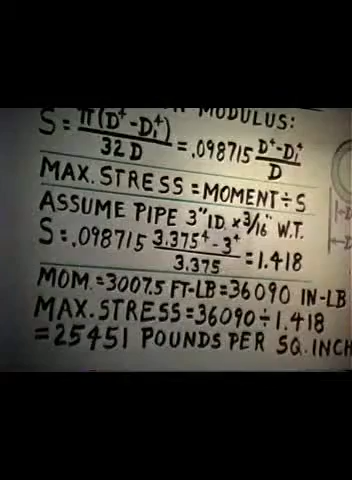 MODULUS:
S = π(D⁴-Dᵢ⁴)/32 D = .098715 D⁴-Dᵢ⁴/D
MAX. STRESS = MOMENT ÷ S
ASSUME PIPE 3" I.D. x 3/16" W.T.
S = .098715 3.375⁴-3⁴/3.375 = 1.418
MOM. = 3007.5 FT-LB = 36090 IN-LB
MAX. STRESS = 36090 ÷ 1.418
= 25451 POUNDS PER SQ. INCH